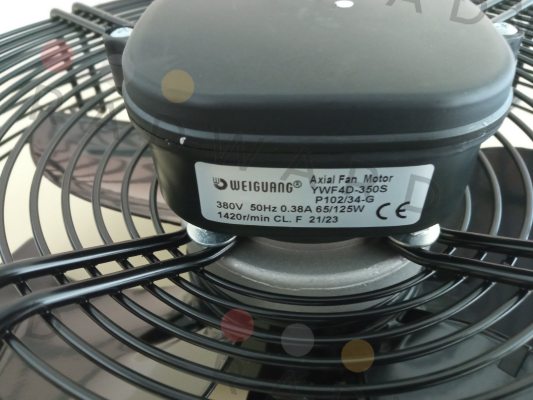 WEIGUANG® Axial Fan Motor
YWF4D-350S
P102/34-G
380V 50Hz 0.38A 65/125W
1420r/min CL. F 21/23 CE